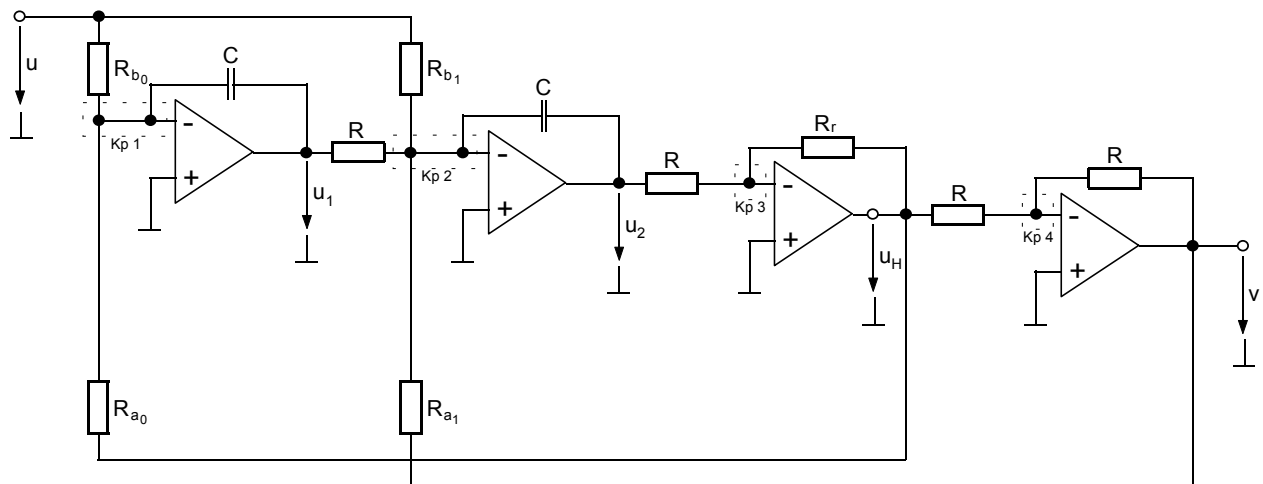 u
R_b0
C
Kp 1
-
+
R
u_1
R_b1
Kp 2
C
-
+
R
u_2
R_r
Kp 3
-
+
u_H
R
R
Kp 4
-
+
v
R_a0
R_a1